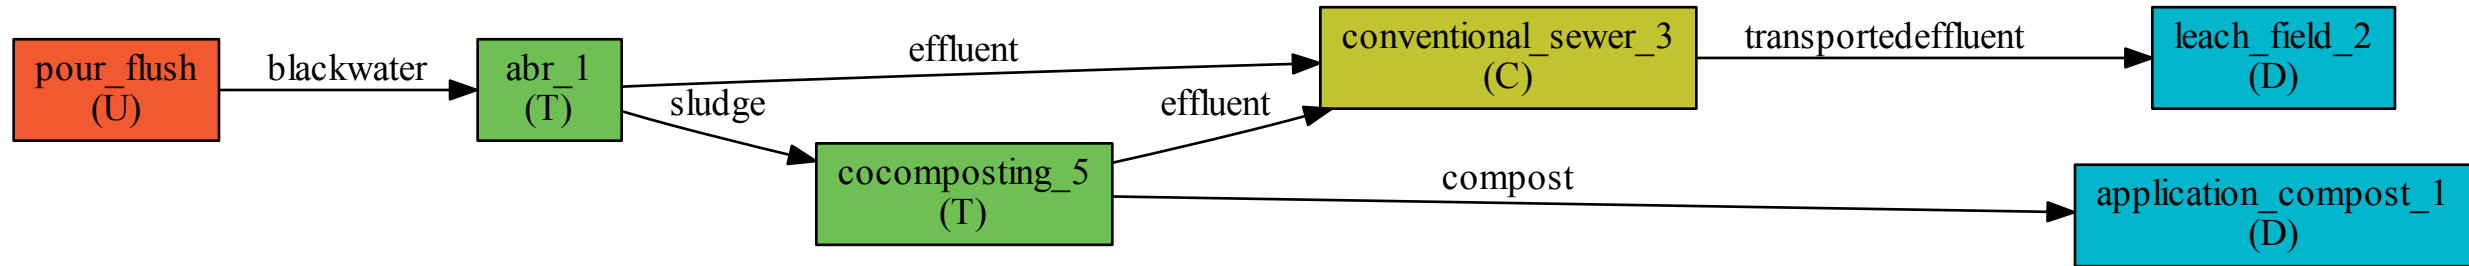 pour_flush
(U)
blackwater
abr_1
(T)
effluent
sludge
cocomposting_5
(T)
effluent
conventional_sewer_3
(C)
transportedeffluent
leach_field_2
(D)
compost
application_compost_1
(D)